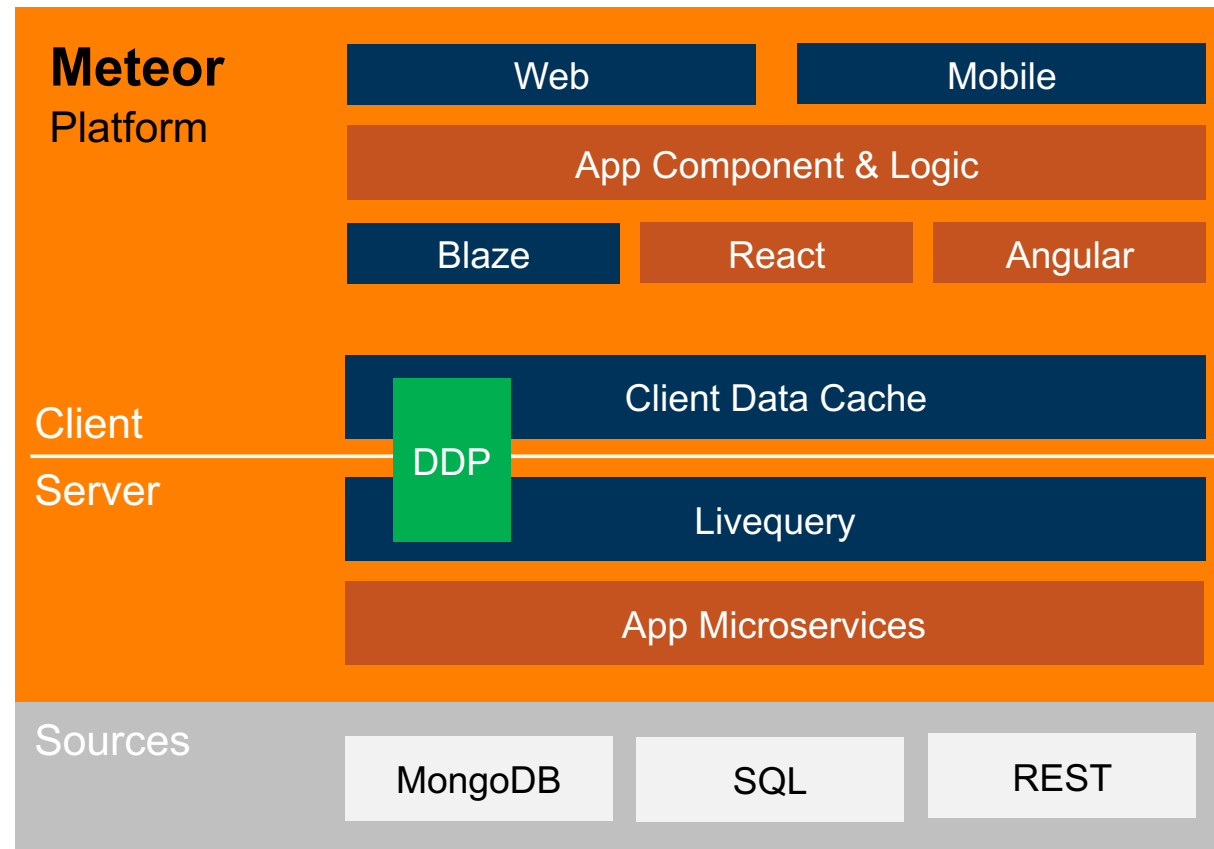 Meteor
Platform
Web
Mobile
App Component & Logic
Blaze
React
Angular
Client Data Cache
Client
DDP
Server
Livequery
App Microservices
Sources
MongoDB
SQL
REST